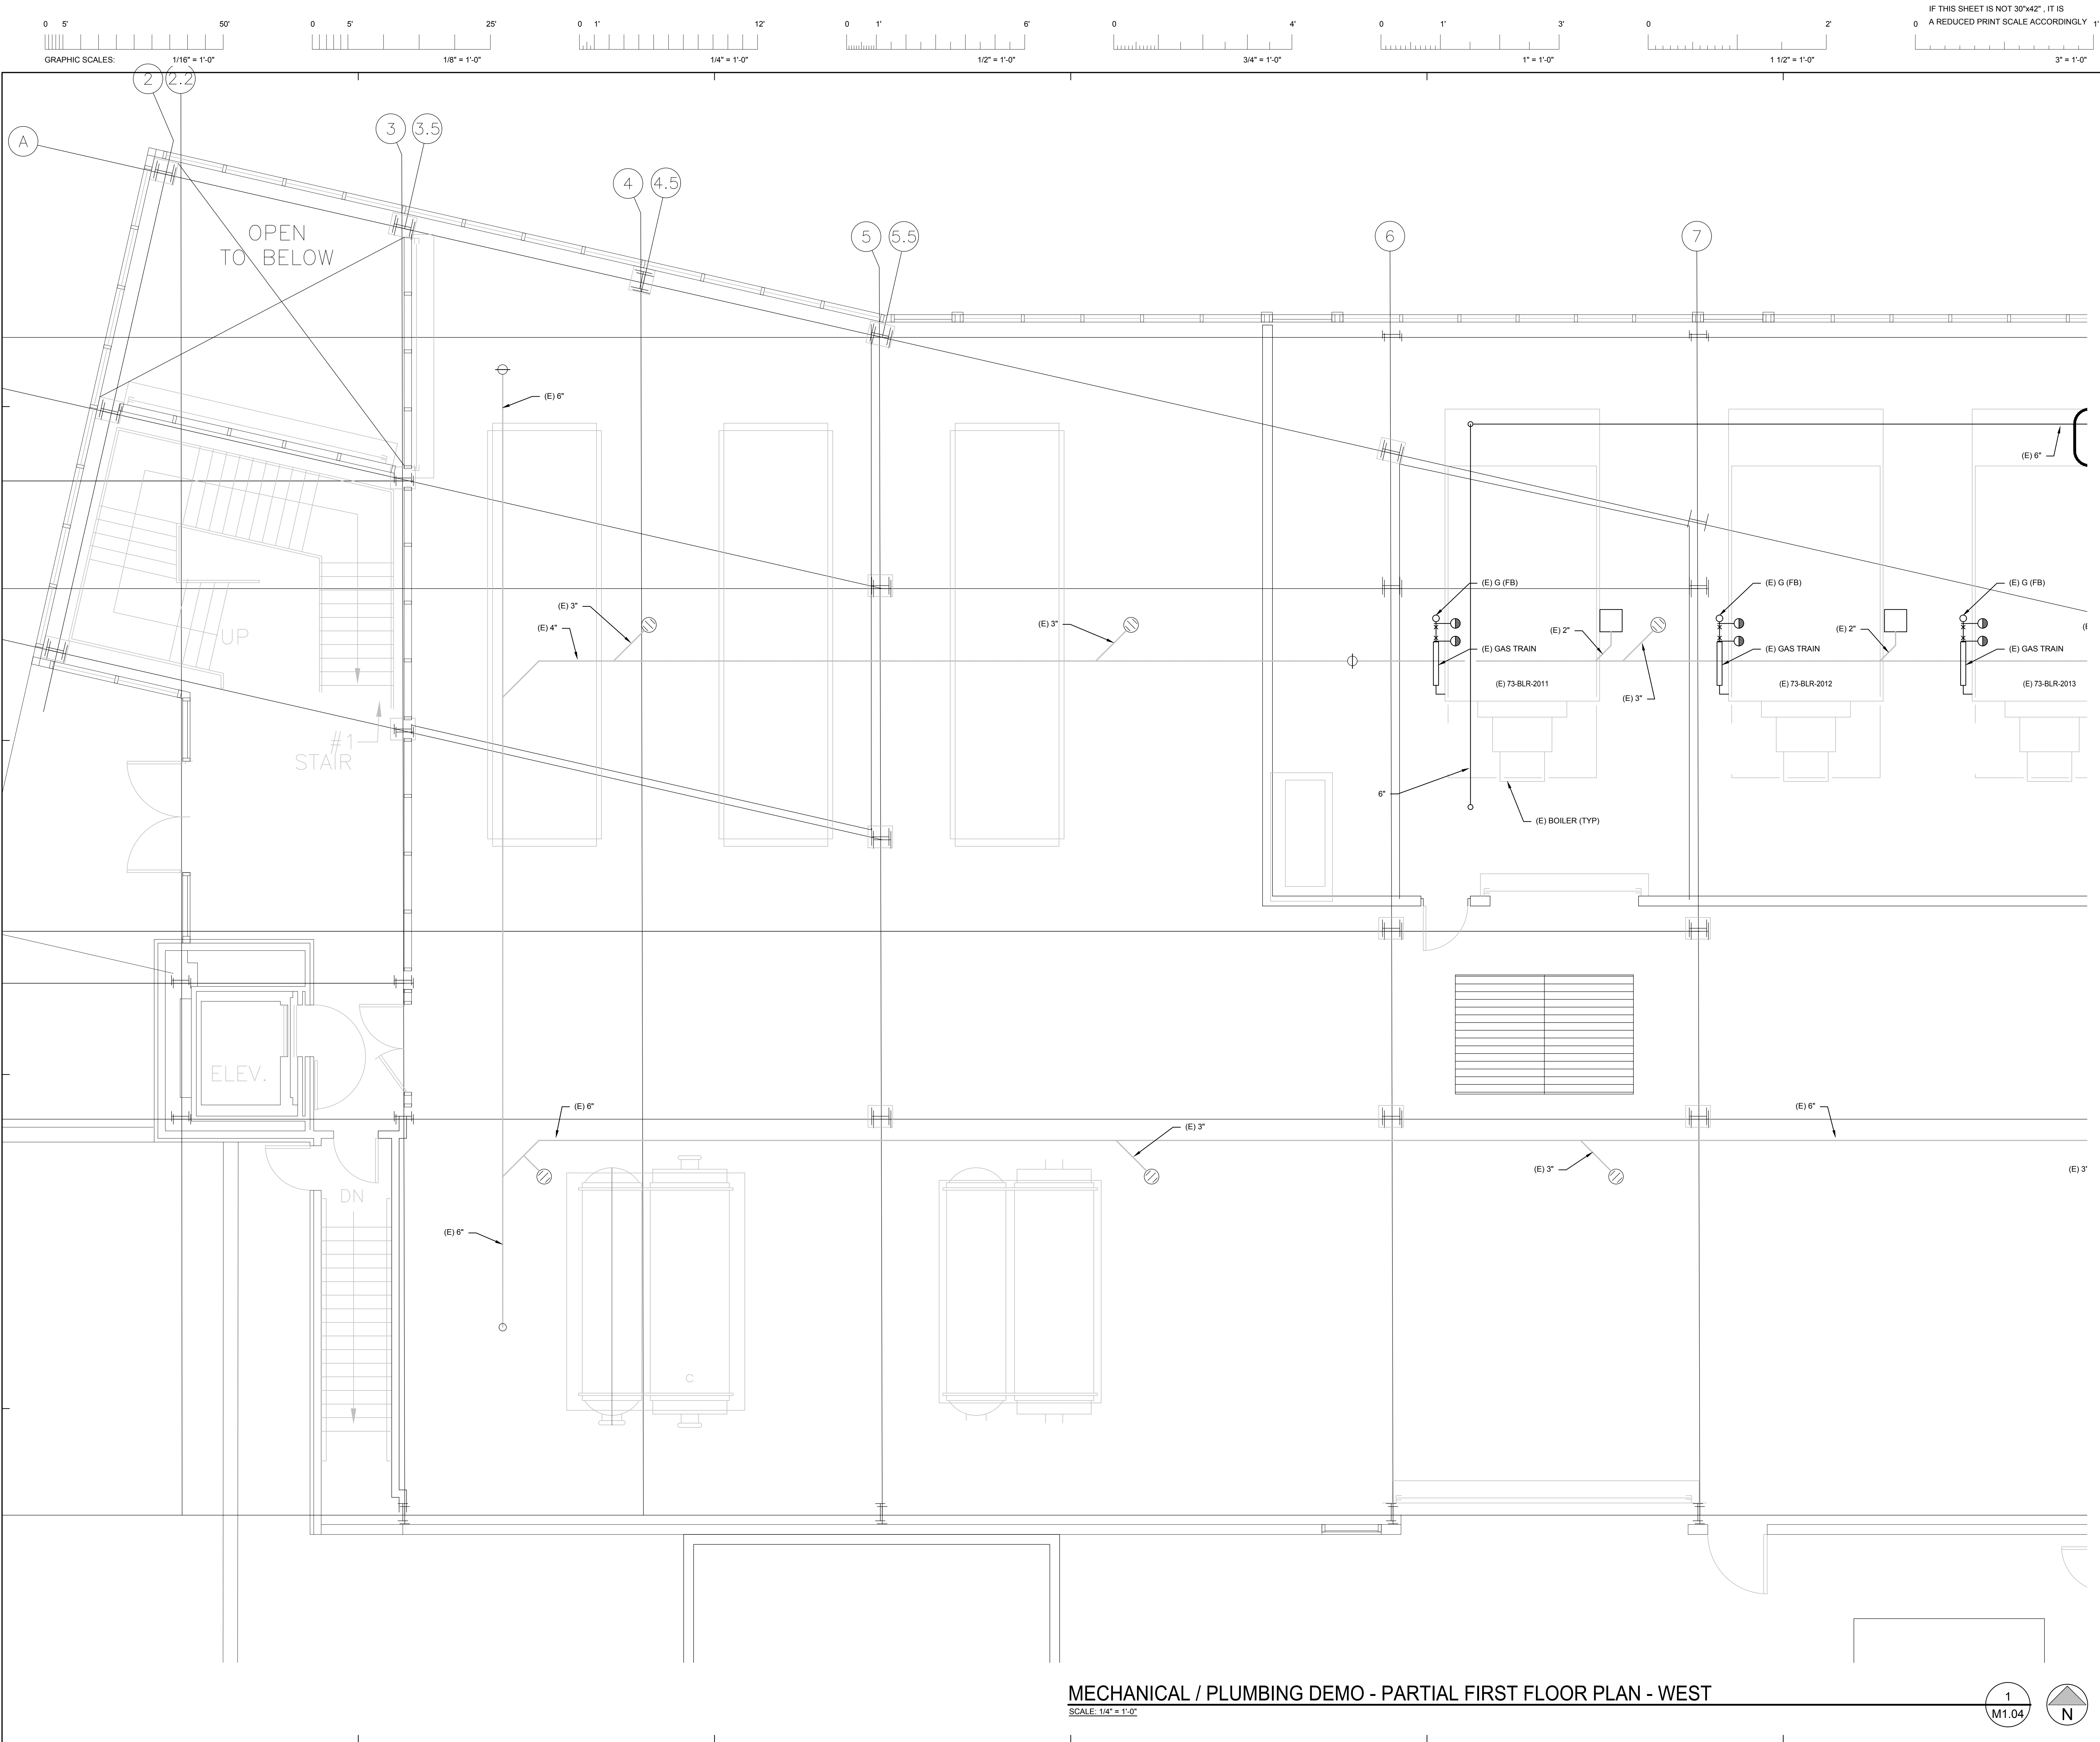 IF THIS SHEET IS NOT 30"x42" , IT IS
A REDUCED PRINT SCALE ACCORDINGLY
0 5' 50' 0 5' 25' 0 1' 12' 0 1' 6' 0 4' 0 1' 3' 0 2' 0 1'
GRAPHIC SCALES: 1/16" = 1'-0" 1/8" = 1'-0" 1/4" = 1'-0" 1/2" = 1'-0" 3/4" = 1'-0" 1" = 1'-0" 1 1/2" = 1'-0" 3" = 1'-0"
2 2.2
3 3.5
A
4 4.5
5 5.5 6 7
OPEN
TO BELOW
(E) 6"
(E) 6"
(E) G (FB) (E) G (FB) (E) G (FB)
(E) 3"
(E) 4" (E) 3" (E) 2" (E) 2"
UP
(E) GAS TRAIN (E) GAS TRAIN (E) GAS TRAIN
(E) 73-BLR-2011 (E) 73-BLR-2012 (E) 73-BLR-2013
(E) 3"
#1
STAIR
6"
(E) BOILER (TYP)
ELEV.
(E) 6" (E) 6"
(E) 3"
(E) 3" (E) 3"
DN
(E) 6"
C
MECHANICAL / PLUMBING DEMO - PARTIAL FIRST FLOOR PLAN - WEST
SCALE: 1/4" = 1'-0"
1
M1.04
N